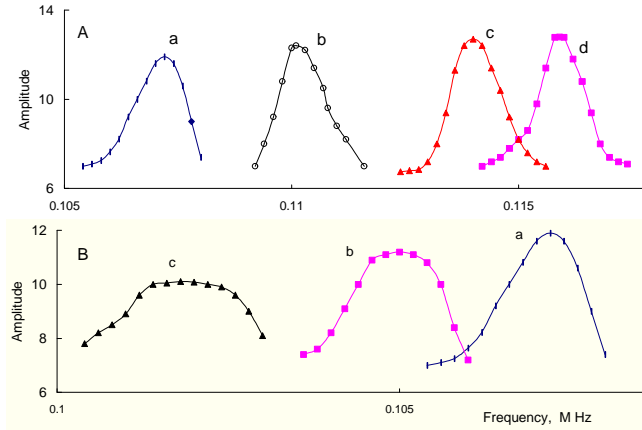 A
a
b
c
d
Amplitude
14
10
6
0.105
0.11
0.115
B
c
b
a
Amplitude
12
10
8
6
0.1
0.105
Frequency, M Hz